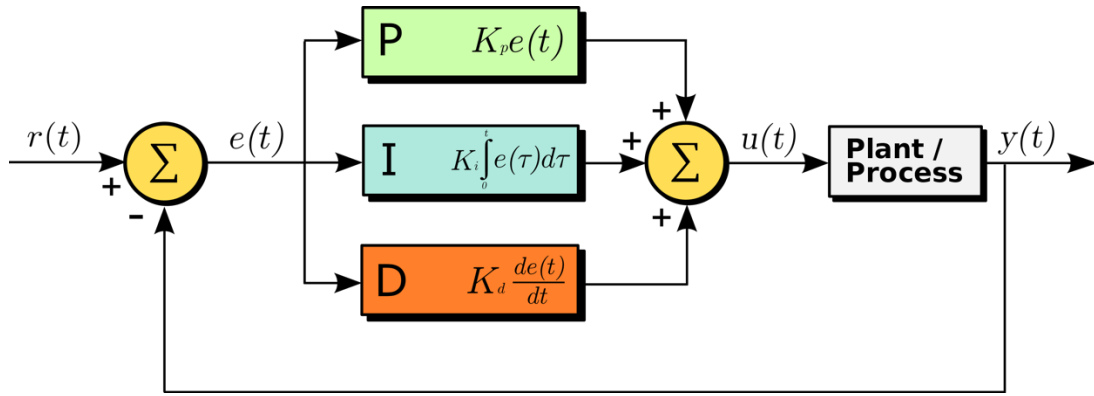 r(t)
+
-
Σ
e(t)
P K_p e(t)
I K_i ∫_0^t e(τ)dτ
D K_d de(t)/dt
+
+
+
Σ
u(t)
Plant /
Process
y(t)